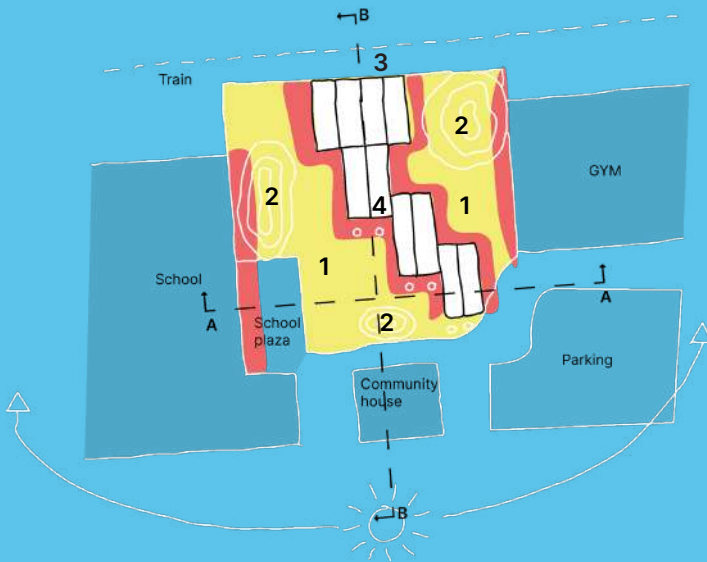 B
3
Train
2
GYM
2
4
1
1
School
A
A
School
plaza
2
Parking
Community
house
B